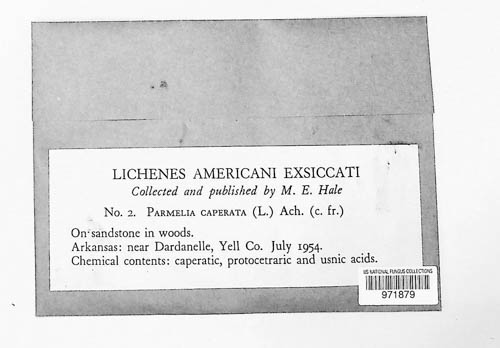 LICHENES AMERICANI EXSICCATI
Collected and published by M. E. Hale
No. 2. PARMELIA CAPERATA (L.) Ach. (c. fr.)
On sandstone in woods.
Arkansas: near Dardanelle, Yell Co. July 1954.
Chemical contents: caperatic, protocetraric and usnic acids.
US NATIONAL FUNGUS COLLECTIONS
971879